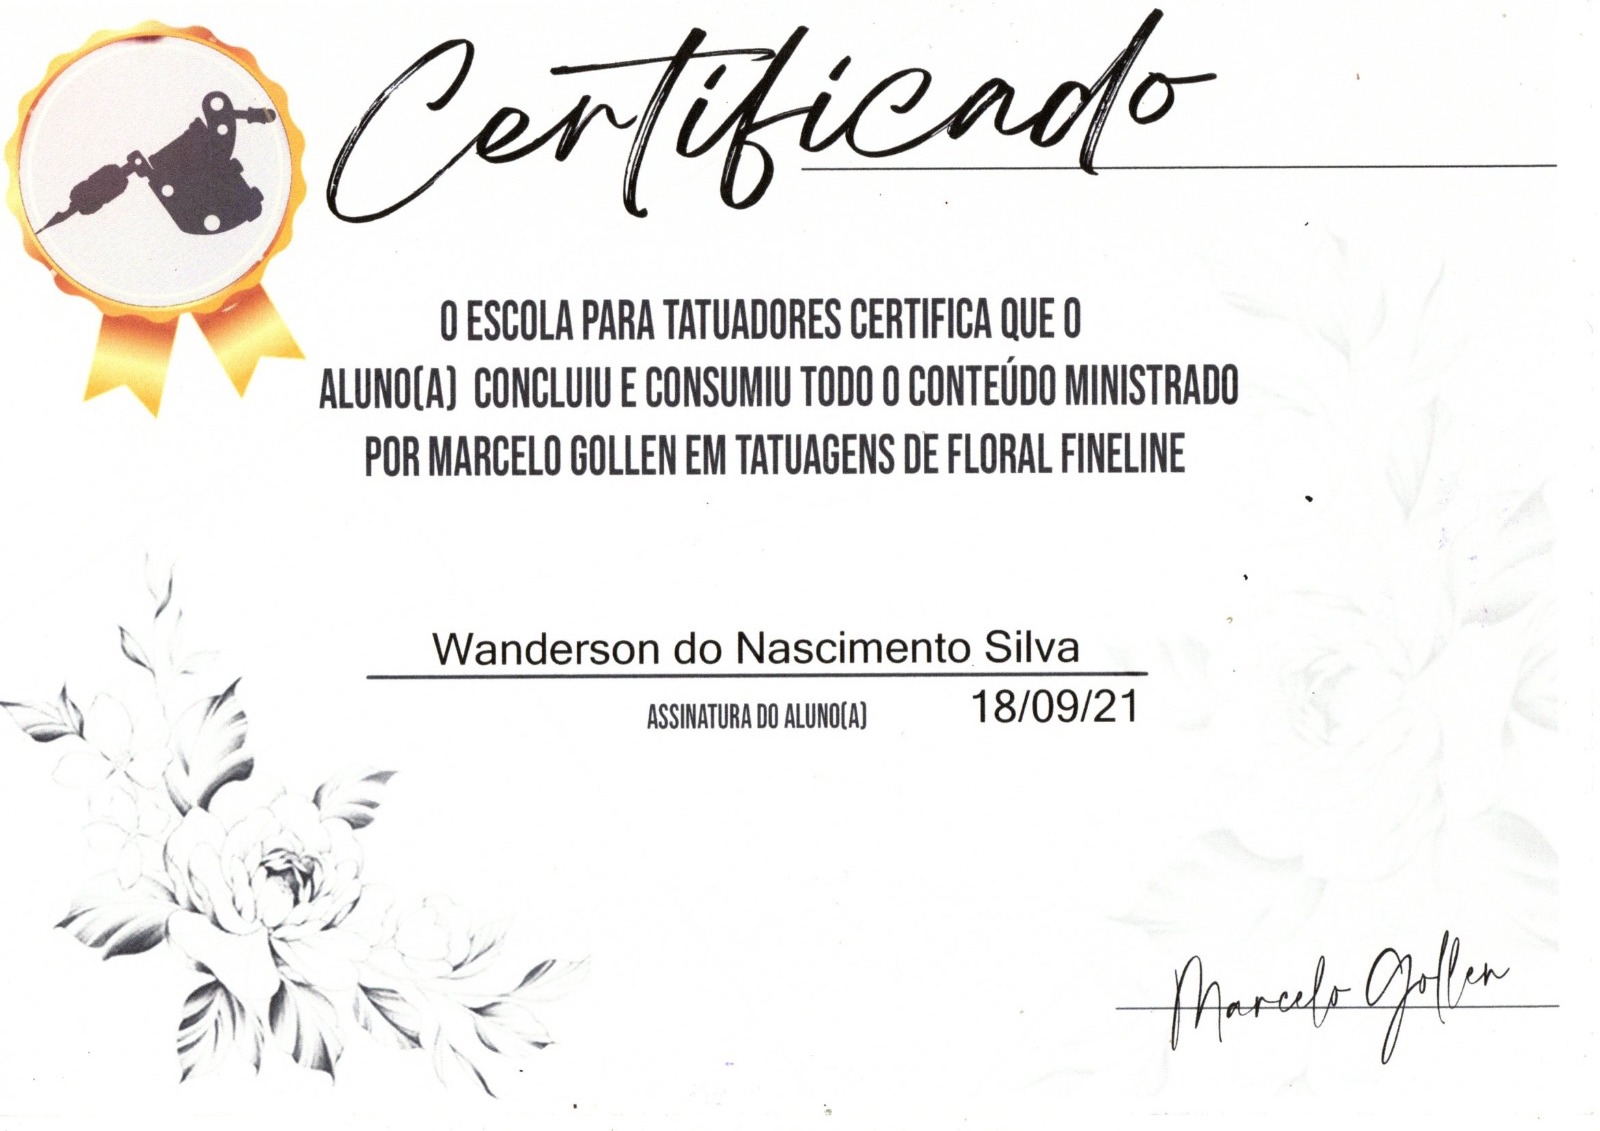 Certificado
O ESCOLA PARA TATUADORES CERTIFICA QUE O
ALUNO(A) CONCLUIU E CONSUMIU TODO O CONTEÚDO MINISTRADO
POR MARCELO GOLLEN EM TATUAGENS DE FLORAL FINELINE
Wanderson do Nascimento Silva
ASSINATURA DO ALUNO(A) 18/09/21
Marcelo Gollen